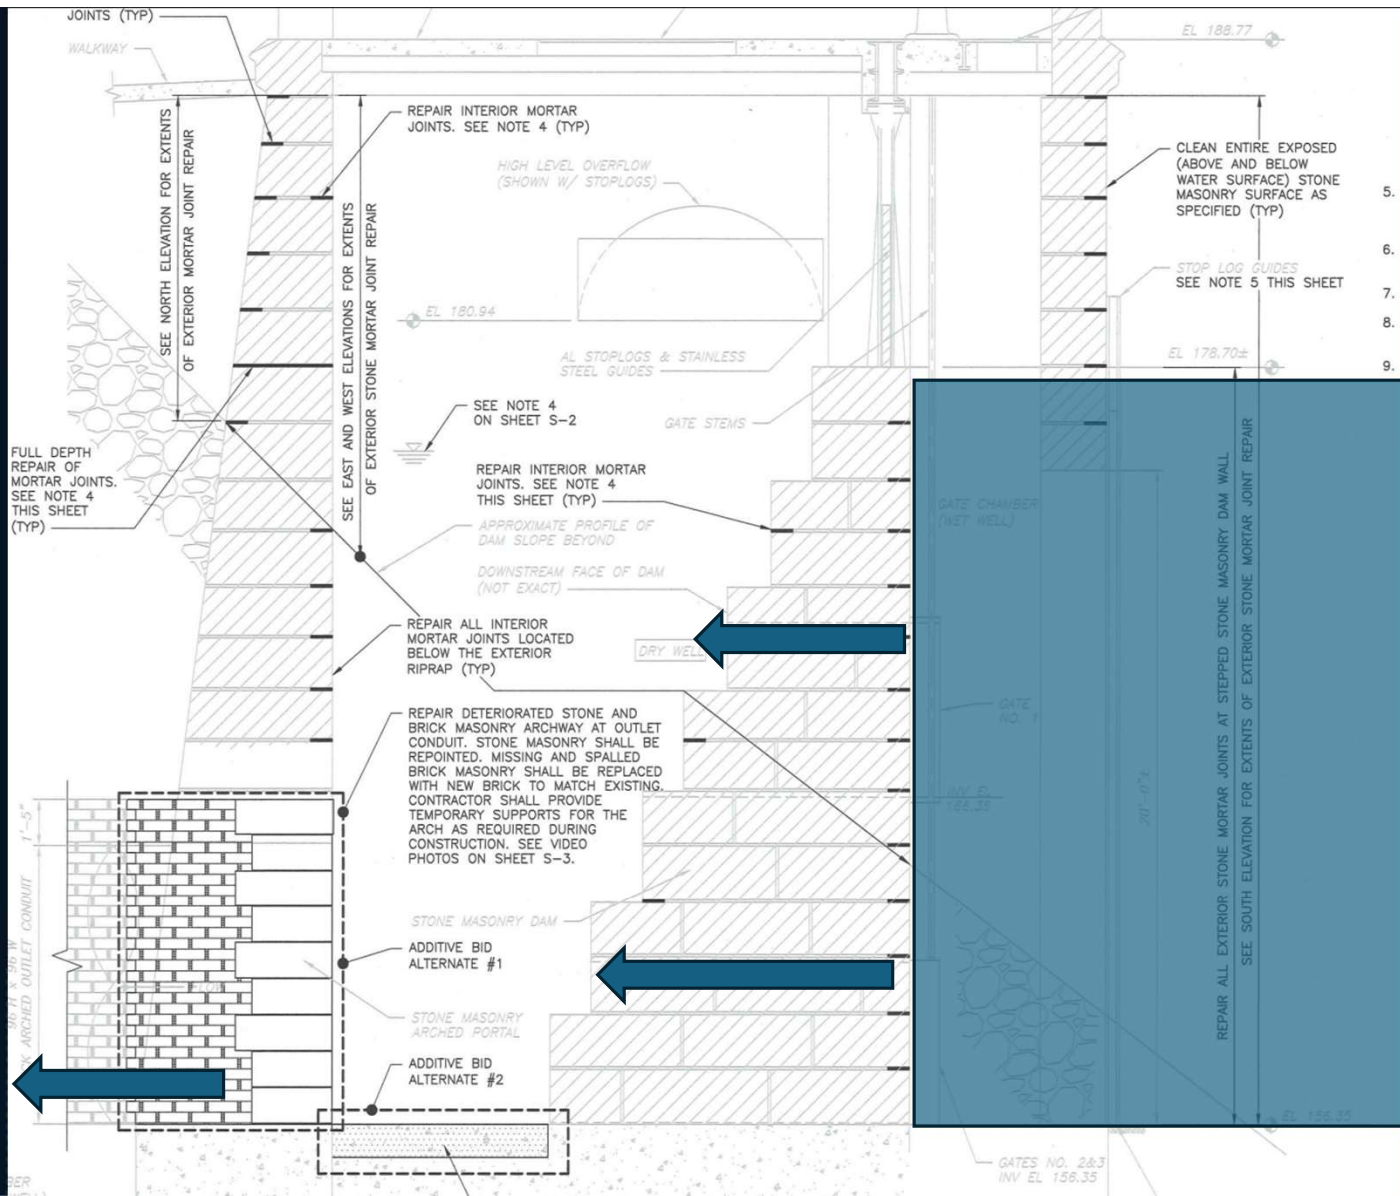 JOINTS (TYP)
WALKWAY
EL 188.77
REPAIR INTERIOR MORTAR
JOINTS. SEE NOTE 4 (TYP)
HIGH LEVEL OVERFLOW
(SHOWN W/ STOPLOGS)
CLEAN ENTIRE EXPOSED
(ABOVE AND BELOW
WATER SURFACE) STONE
MASONRY SURFACE AS
SPECIFIED (TYP)
5.
6.
7.
8.
9.
SEE NORTH ELEVATION FOR EXTENTS
OF EXTERIOR MORTAR JOINT REPAIR
SEE EAST AND WEST ELEVATIONS FOR EXTENTS
OF EXTERIOR STONE MORTAR JOINT REPAIR
STOP LOG GUIDES
SEE NOTE 5 THIS SHEET
EL 180.94
AL STOPLOGS & STAINLESS
STEEL GUIDES
EL 178.70±
SEE NOTE 4
ON SHEET S-2
GATE STEMS
FULL DEPTH
REPAIR OF
MORTAR JOINTS.
SEE NOTE 4
THIS SHEET
(TYP)
REPAIR INTERIOR MORTAR
JOINTS. SEE NOTE 4
THIS SHEET (TYP)
APPROXIMATE PROFILE OF
DAM SLOPE BEYOND
GATE CHAMBER
(WET WELL)
DOWNSTREAM FACE OF DAM
(NOT EXACT)
REPAIR ALL INTERIOR
MORTAR JOINTS LOCATED
BELOW THE EXTERIOR
RIPRAP (TYP)
DRY WELL
GATE
NO. 1
REPAIR DETERIORATED STONE AND
BRICK MASONRY ARCHWAY AT OUTLET
CONDUIT. STONE MASONRY SHALL BE
REPOINTED. MISSING AND SPALLED
BRICK MASONRY SHALL BE REPLACED
WITH NEW BRICK TO MATCH EXISTING.
CONTRACTOR SHALL PROVIDE
TEMPORARY SUPPORTS FOR THE
ARCH AS REQUIRED DURING
CONSTRUCTION. SEE VIDEO
PHOTOS ON SHEET S-3.
INV EL
166.35
20'-0"±
REPAIR ALL EXTERIOR STONE MORTAR JOINTS AT STEPPED STONE MASONRY DAM WALL
SEE SOUTH ELEVATION FOR EXTENTS OF EXTERIOR STONE MORTAR JOINT REPAIR
1'-5"
96"H x 96"W
ARCHED OUTLET CONDUIT
STONE MASONRY DAM
ADDITIVE BID
ALTERNATE #1
FLOW
STONE MASONRY
ARCHED PORTAL
ADDITIVE BID
ALTERNATE #2
EL 156.35
GATES NO. 2&3
INV EL 156.35